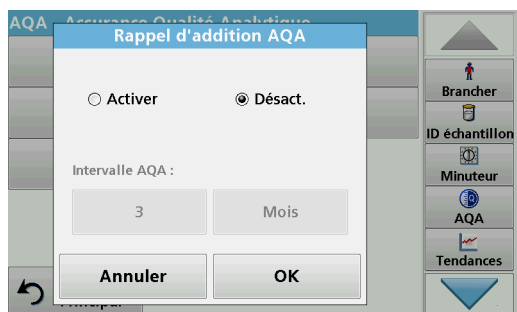 AQA - Assurance Qualité Analytique
Rappel d'addition AQA
Activer
Désact.
Intervalle AQA :
3
Mois
Annuler
OK
Principal
Brancher
ID échantillon
Minuteur
AQA
Tendances